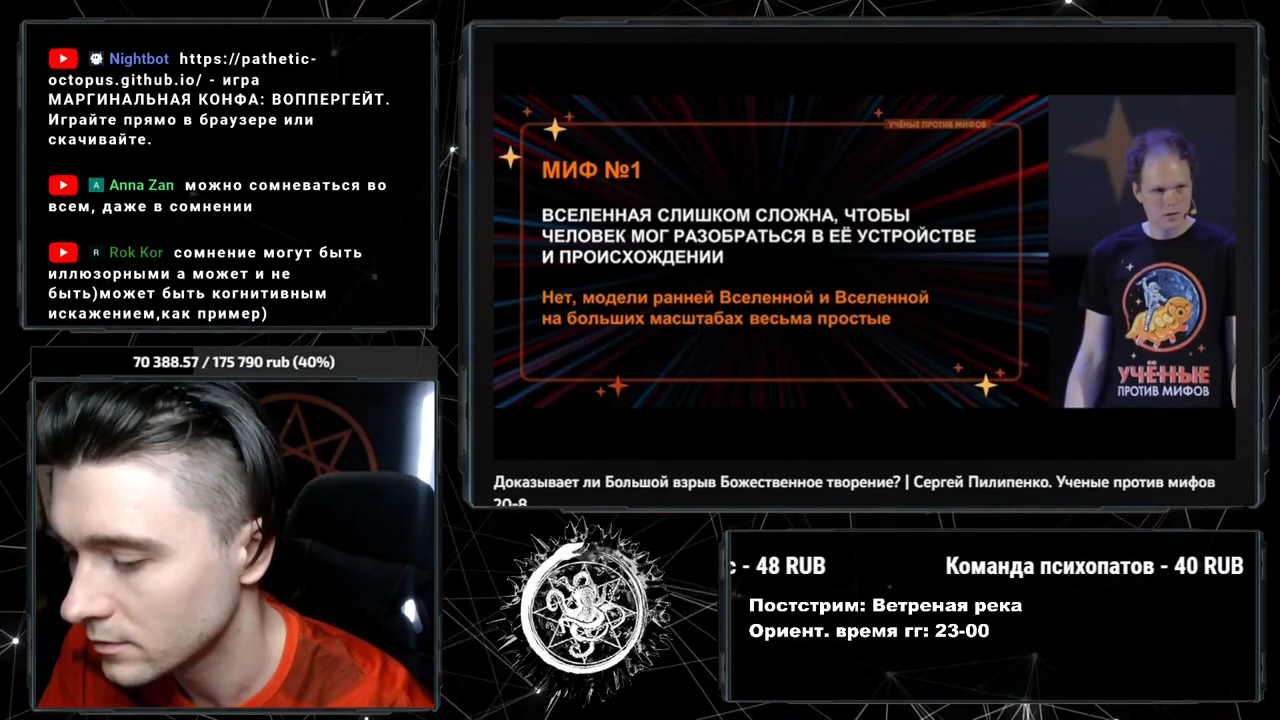 Nightbot https://pathetic-
octopus.github.io/ - игра
МАРГИНАЛЬНАЯ КОНФА: ВОППЕРГЕЙТ.
Играйте прямо в браузере или
скачивайте.
A Anna Zan можно сомневаться во
всем, даже в сомнении
R Rok Kor сомнение могут быть
иллюзорными а может и не
быть)может быть когнитивным
искажением,как пример)
70 388.57 / 175 790 rub (40%)
УЧЁНЫЕ ПРОТИВ МИФОВ
МИФ №1
ВСЕЛЕННАЯ СЛИШКОМ СЛОЖНА, ЧТОБЫ
ЧЕЛОВЕК МОГ РАЗОБРАТЬСЯ В ЕЁ УСТРОЙСТВЕ
И ПРОИСХОЖДЕНИИ
Нет, модели ранней Вселенной и Вселенной
на больших масштабах весьма простые
УЧЁНЫЕ
ПРОТИВ МИФОВ
Доказывает ли Большой взрыв Божественное творение? | Сергей Пилипенко. Ученые против мифов
20-8
с - 48 RUB
Команда психопатов - 40 RUB
Постстрим: Ветреная река
Ориент. время гг: 23-00